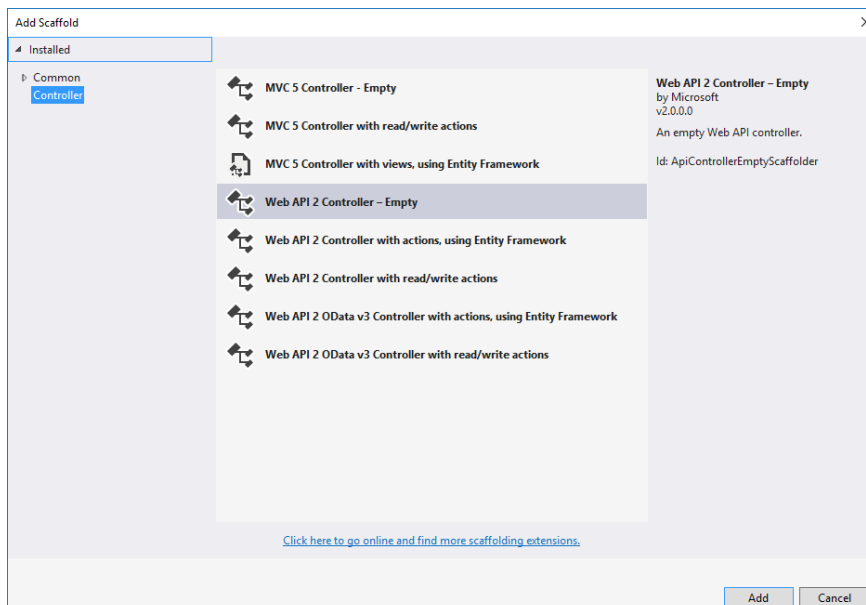 Add Scaffold
Installed
Common
Controller
MVC 5 Controller - Empty
MVC 5 Controller with read/write actions
MVC 5 Controller with views, using Entity Framework
Web API 2 Controller – Empty
Web API 2 Controller with actions, using Entity Framework
Web API 2 Controller with read/write actions
Web API 2 OData v3 Controller with actions, using Entity Framework
Web API 2 OData v3 Controller with read/write actions
Web API 2 Controller – Empty
by Microsoft
v2.0.0.0
An empty Web API controller.
Id: ApiControllerEmptyScaffolder
Click here to go online and find more scaffolding extensions.
Add
Cancel